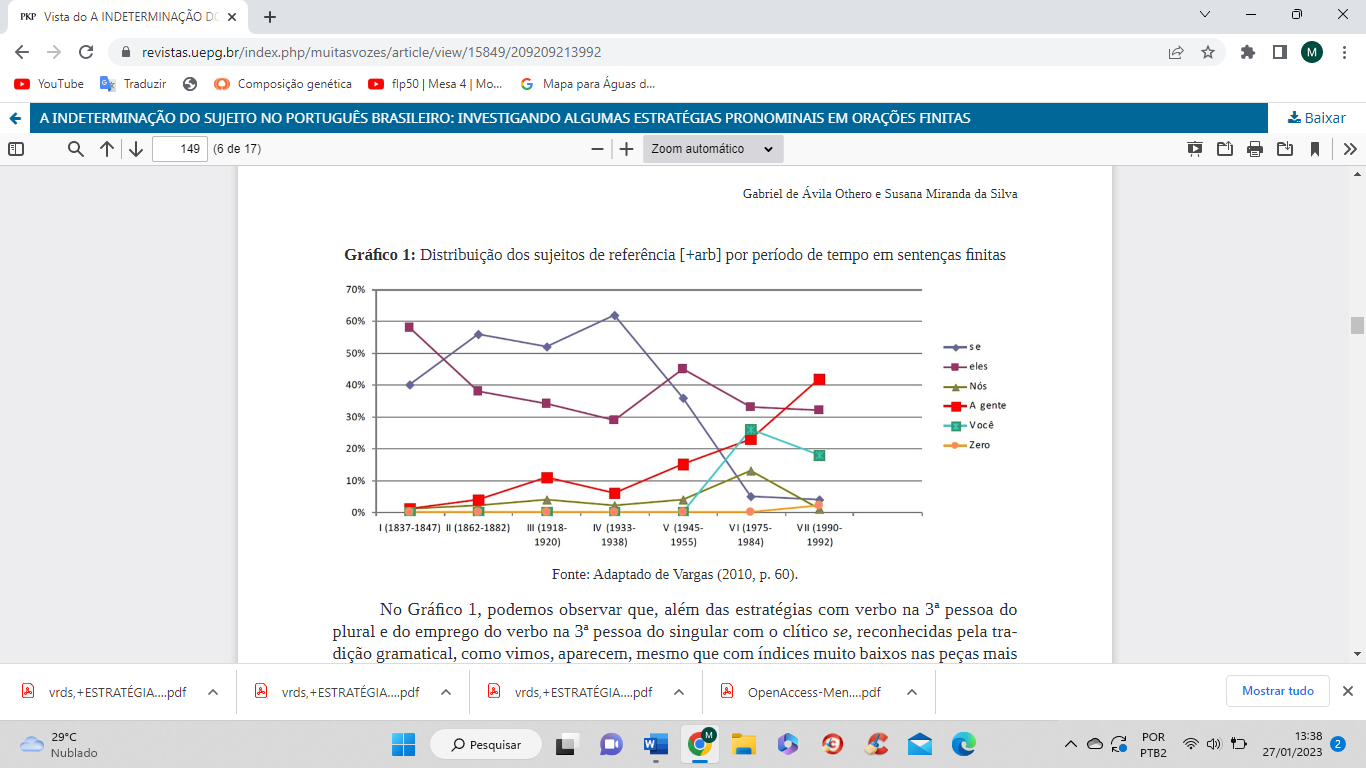 PKP Vista do A INDETERMINAÇÃO DO
revistas.uepg.br/index.php/muitasvozes/article/view/15849/209209213992
M
YouTube Traduzir Composição genética flp50 | Mesa 4 | Mo... Mapa para Águas d...
A INDETERMINAÇÃO DO SUJEITO NO PORTUGUÊS BRASILEIRO: INVESTIGANDO ALGUMAS ESTRATÉGIAS PRONOMINAIS EM ORAÇÕES FINITAS
Baixar
149 (6 de 17) Zoom automático
Gabriel de Ávila Othero e Susana Miranda da Silva
Gráfico 1: Distribuição dos sujeitos de referência [+arb] por período de tempo em sentenças finitas
70%
60%
50%
40%
30%
20%
10%
0%
I (1837-1847) II (1862-1882) III (1918- IV (1933- V (1945- VI (1975- VII (1990-
1920) 1938) 1955) 1984) 1992)
se
eles
Nós
A gente
Você
Zero
Fonte: Adaptado de Vargas (2010, p. 60).
No Gráfico 1, podemos observar que, além das estratégias com verbo na 3ª pessoa do
plural e do emprego do verbo na 3ª pessoa do singular com o clítico se, reconhecidas pela tra-
dição gramatical, como vimos, aparecem, mesmo que com índices muito baixos nas peças mais
vrds,+ESTRATÉGIA....pdf vrds,+ESTRATÉGIA....pdf vrds,+ESTRATÉGIA....pdf OpenAccess-Men....pdf Mostrar tudo
29°C
Nublado
Pesquisar
M
POR
PTB2
13:38
27/01/2023
2